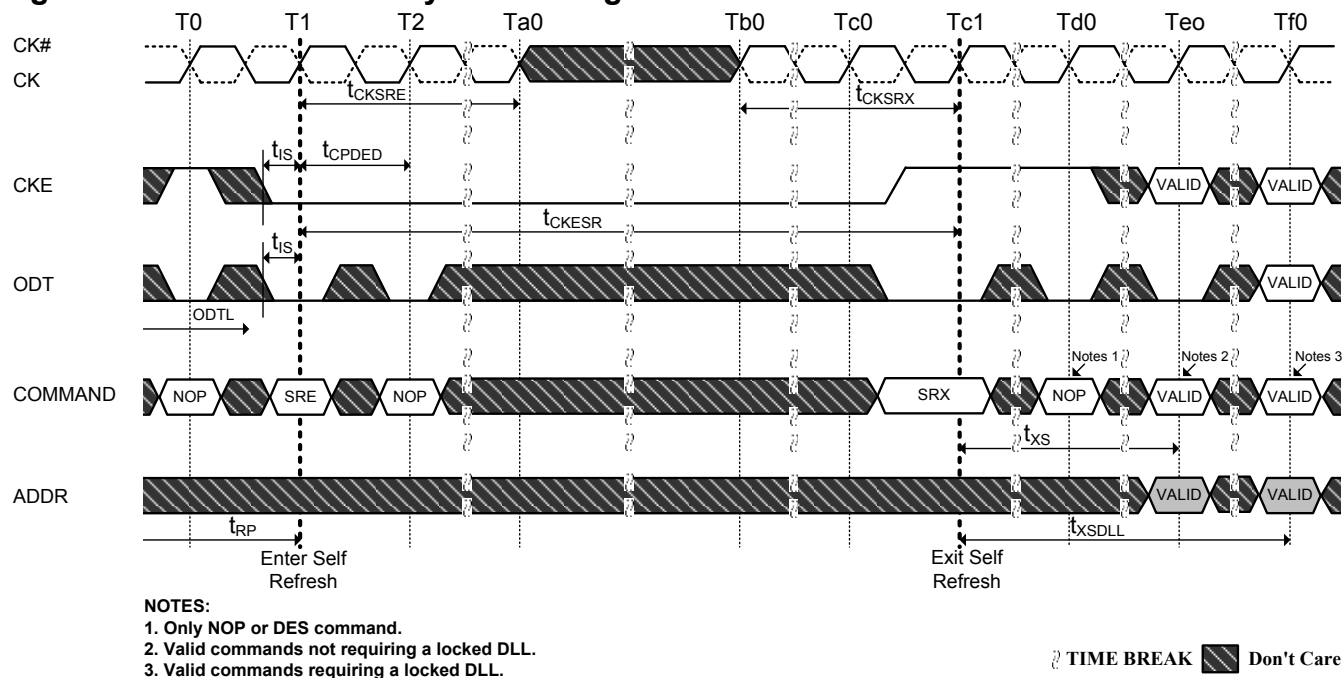 T0 T1 T2 Ta0 Tb0 Tc0 Tc1 Td0 Teo Tf0
CK#
CK
tCKSRE tCKSRX
tIS tCPDED
CKE VALID VALID
tCKESR
tIS
ODT VALID
ODTL
Notes 1 Notes 2 Notes 3
COMMAND NOP SRE NOP SRX NOP VALID VALID
tXS
ADDR VALID VALID
tRP tXSDLL
Enter Self
Refresh
Exit Self
Refresh
NOTES:
1. Only NOP or DES command.
2. Valid commands not requiring a locked DLL.
3. Valid commands requiring a locked DLL.
TIME BREAK Don't Care